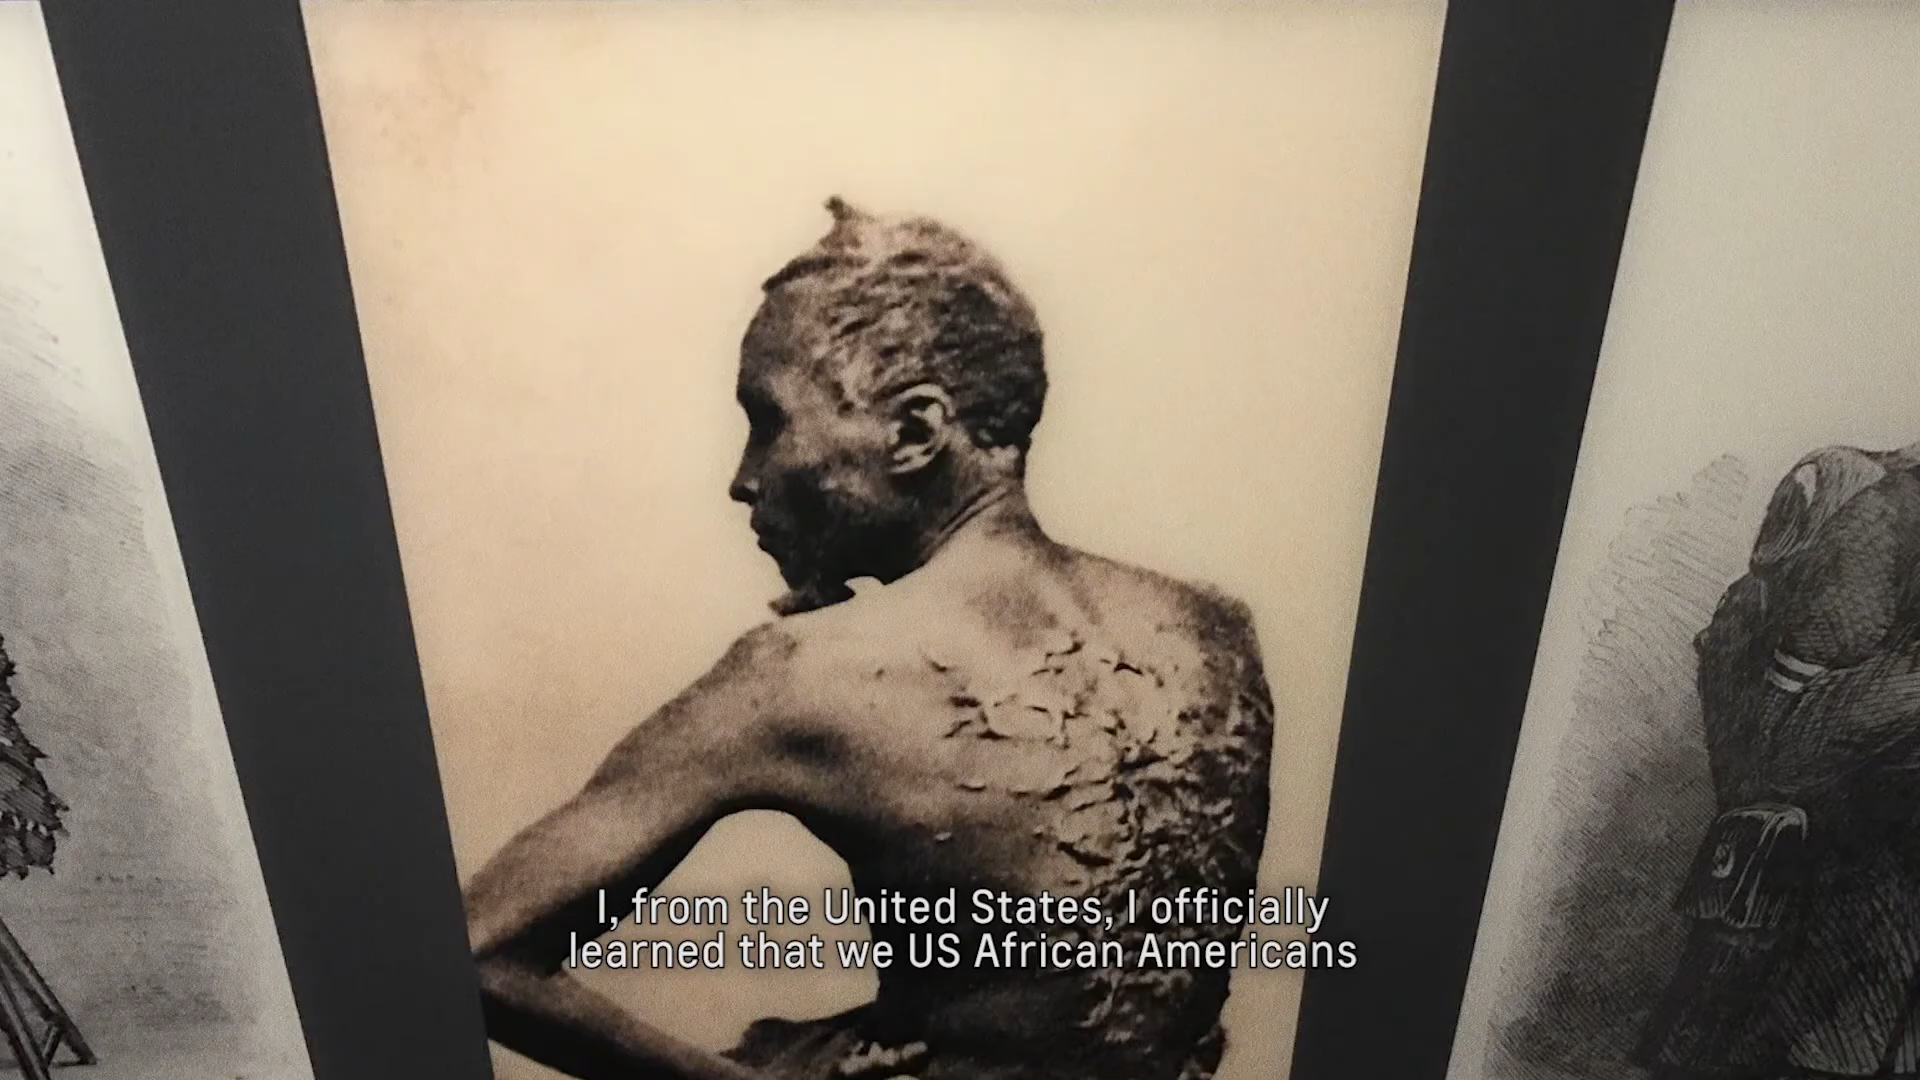 I, from the United States, I officially
learned that we US African Americans